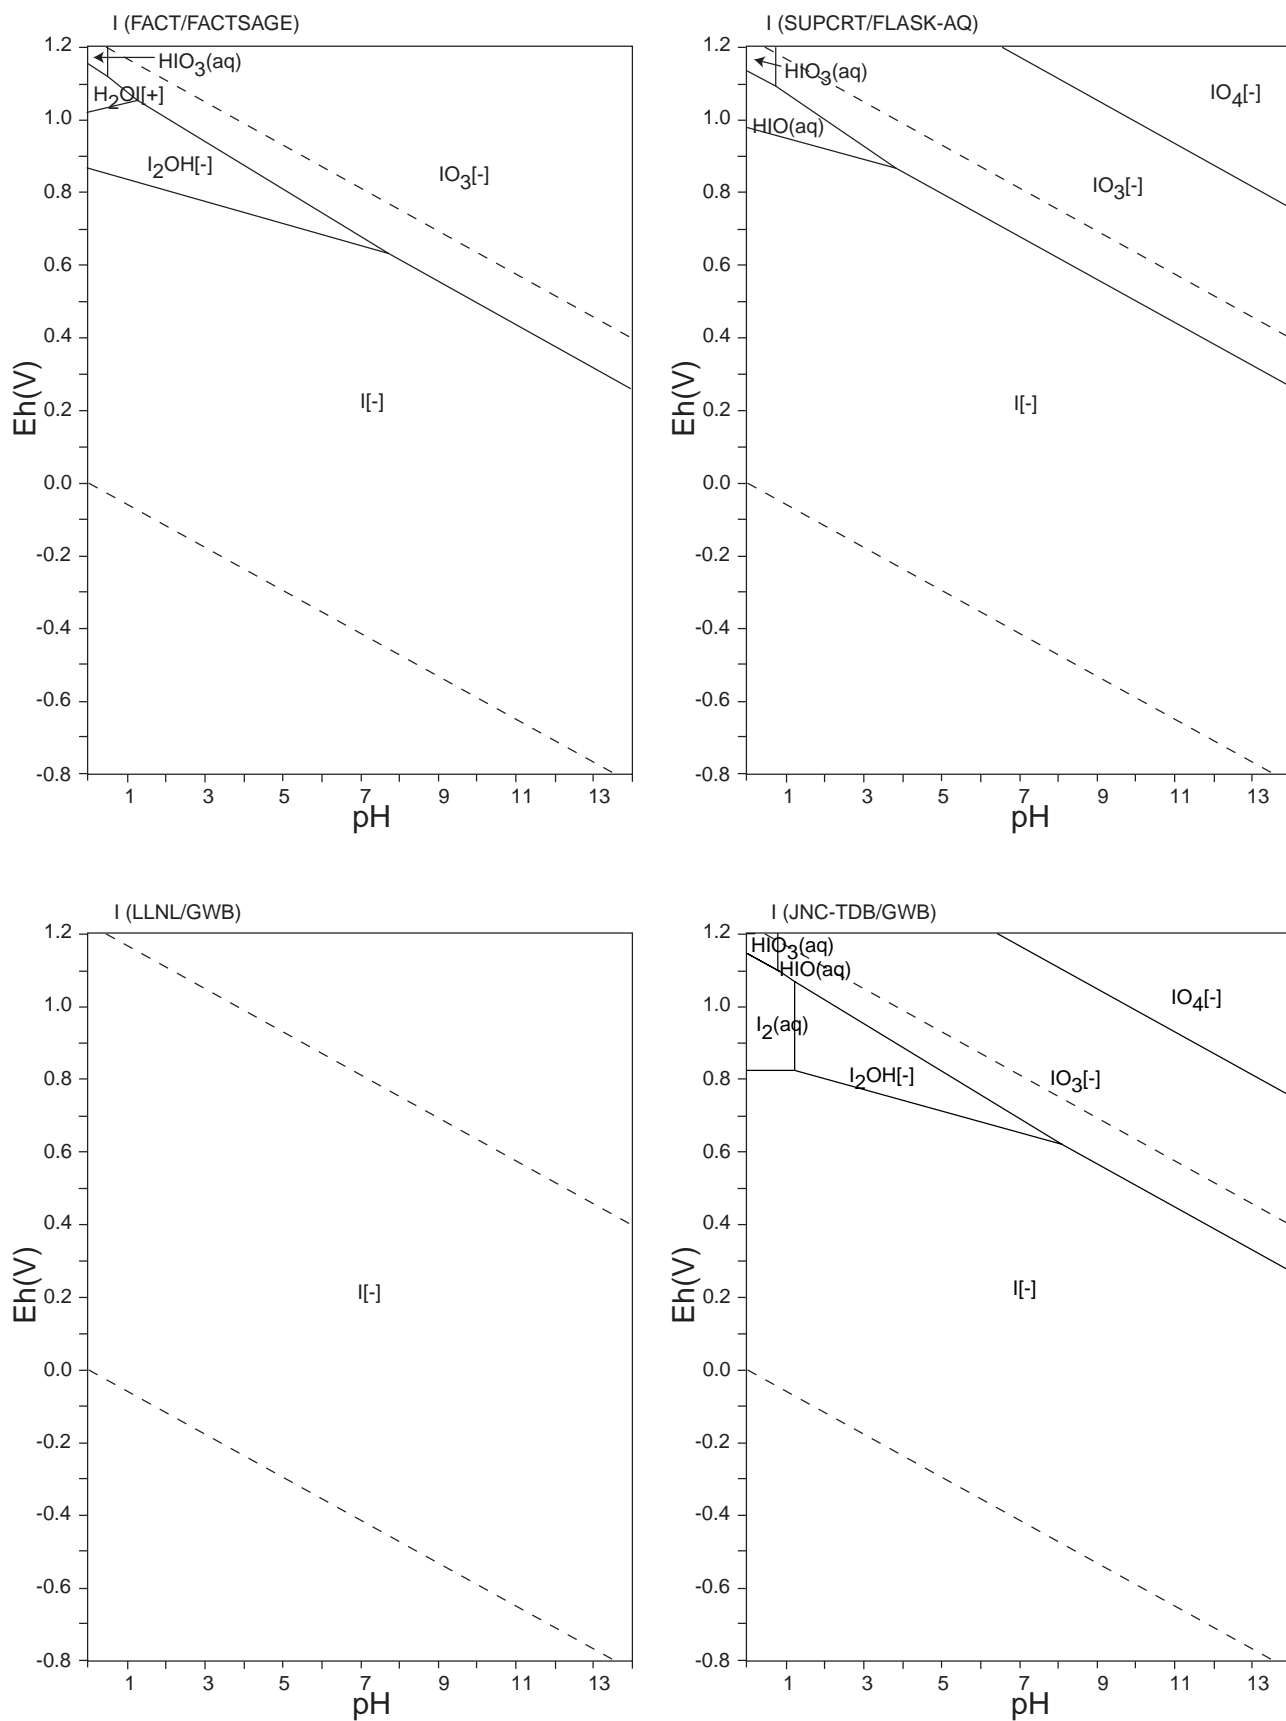 I (FACT/FACTSAGE)
1.2
1.0
0.8
0.6
0.4
0.2
0.0
-0.2
-0.4
-0.6
-0.8
Eh(V)
HIO3(aq)
H2OI[+]
I2OH[-]
IO3[-]
I[-]
1 3 5 7 9 11 13
pH
I (SUPCRT/FLASK-AQ)
1.2
1.0
0.8
0.6
0.4
0.2
0.0
-0.2
-0.4
-0.6
-0.8
Eh(V)
HIO3(aq)
IO4[-]
HIO(aq)
IO3[-]
I[-]
1 3 5 7 9 11 13
pH
I (LLNL/GWB)
1.2
1.0
0.8
0.6
0.4
0.2
0.0
-0.2
-0.4
-0.6
-0.8
Eh(V)
I[-]
1 3 5 7 9 11 13
pH
I (JNC-TDB/GWB)
1.2
1.0
0.8
0.6
0.4
0.2
0.0
-0.2
-0.4
-0.6
-0.8
Eh(V)
HIO3(aq)
HIO(aq)
IO4[-]
I2(aq)
I2OH[-]
IO3[-]
I[-]
1 3 5 7 9 11 13
pH